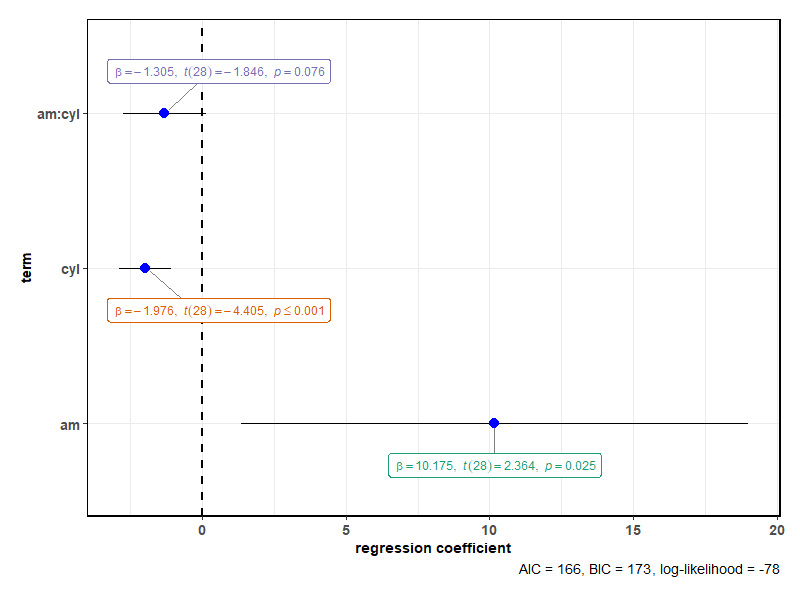 β = − 1.305, t(28) = − 1.846, p = 0.076
am:cyl
cyl
β = − 1.976, t(28) = − 4.405, p ≤ 0.001
am
β = 10.175, t(28) = 2.364, p = 0.025
term
0 5 10 15 20
regression coefficient
AIC = 166, BIC = 173, log-likelihood = -78